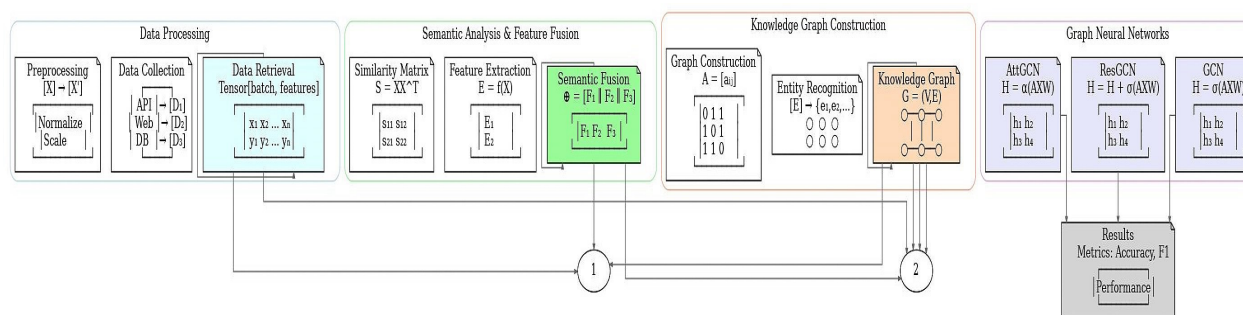 Data Processing
Preprocessing
[X] → [X']
Normalize
Scale
Data Collection
API → [D₁]
Web → [D₂]
DB → [D₃]
Data Retrieval
Tensor[batch, features]
x₁ x₂ ... xₙ
y₁ y₂ ... yₙ
Semantic Analysis & Feature Fusion
Similarity Matrix
S = XX^T
s₁₁ s₁₂
s₂₁ s₂₂
Feature Extraction
E = f(X)
E₁
E₂
Semantic Fusion
⊕ = [F₁ ‖ F₂ ‖ F₃]
F₁ F₂ F₃
Knowledge Graph Construction
Graph Construction
A = [aᵢⱼ]
0 1 1
1 0 1
1 1 0
Entity Recognition
[E] → {e₁,e₂,...}
Knowledge Graph
G = (V,E)
Graph Neural Networks
AttGCN
H = α(AXW)
h₁ h₂
h₃ h₄
ResGCN
H = H + σ(AXW)
h₁ h₂
h₃ h₄
GCN
H = σ(AXW)
h₁ h₂
h₃ h₄
1
2
Results
Metrics: Accuracy, F1
Performance